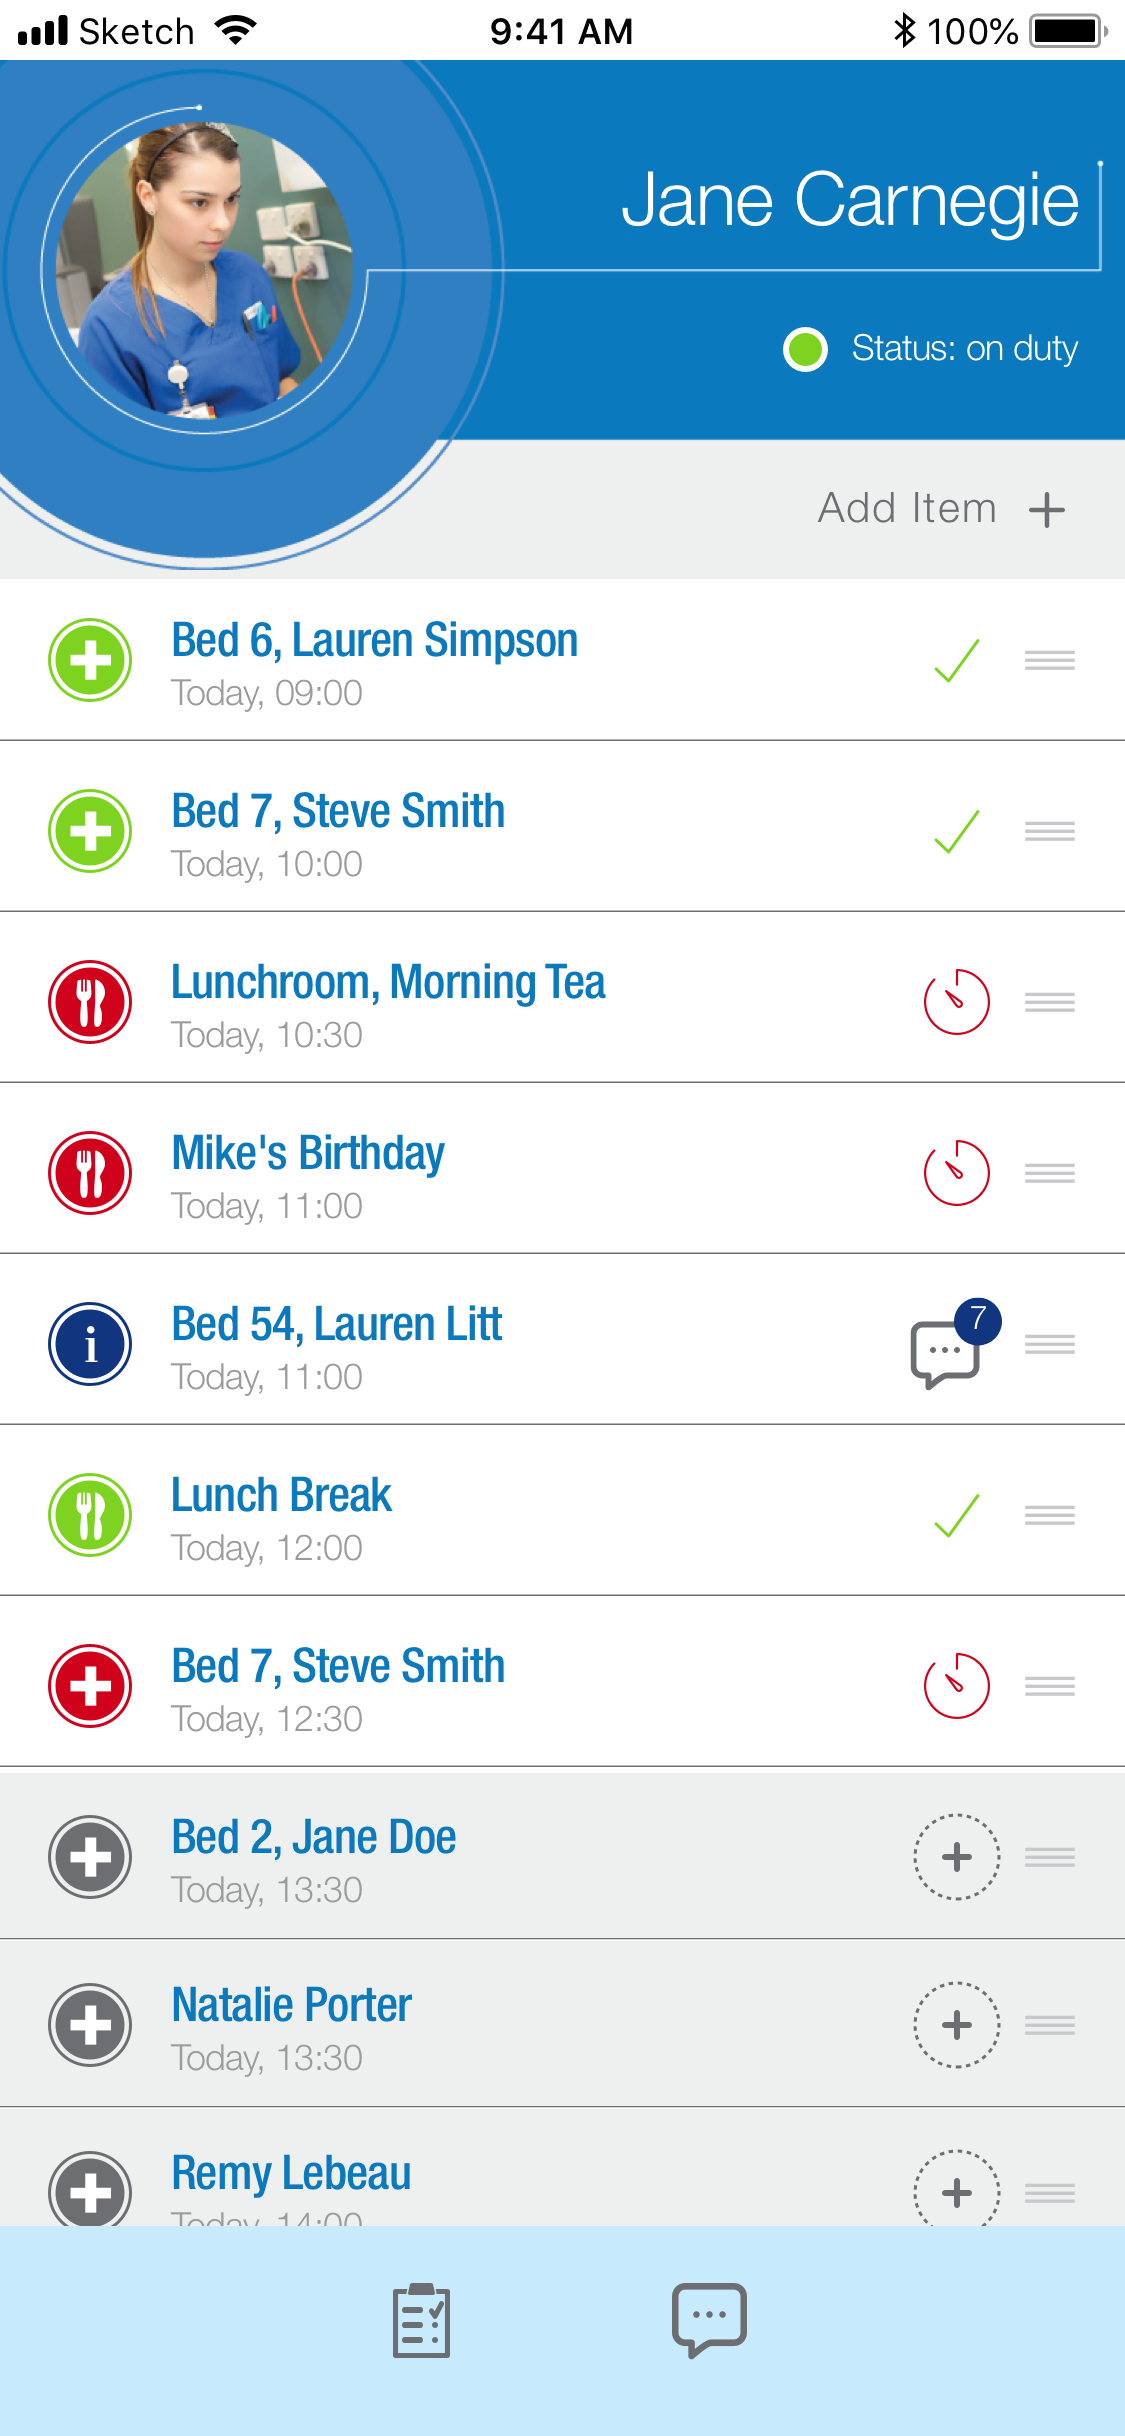 Sketch 9:41 AM 100%
Jane Carnegie
Status: on duty
Add Item
Bed 6, Lauren Simpson
Today, 09:00
Bed 7, Steve Smith
Today, 10:00
Lunchroom, Morning Tea
Today, 10:30
Mike's Birthday
Today, 11:00
Bed 54, Lauren Litt
7
Today, 11:00
Lunch Break
Today, 12:00
Bed 7, Steve Smith
Today, 12:30
Bed 2, Jane Doe
Today, 13:30
Natalie Porter
Today, 13:30
Remy Lebeau
Today, 14:00